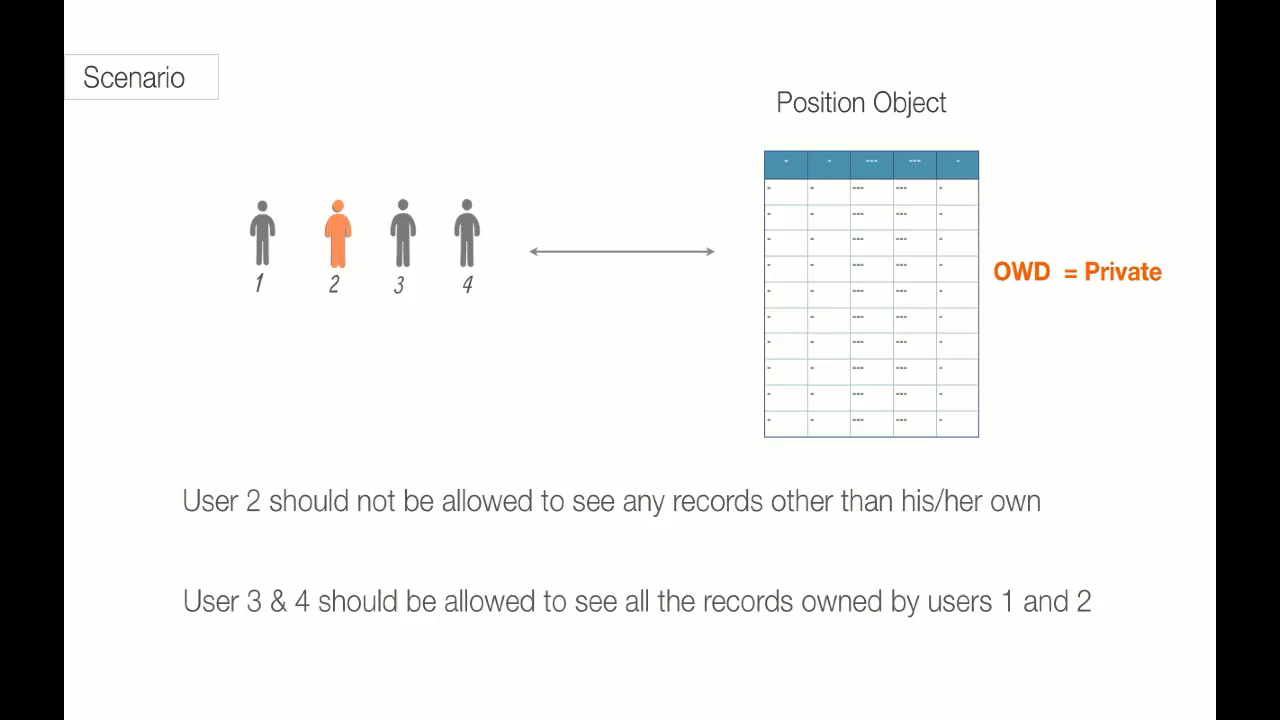 Scenario
Position Object
- - --- --- -
- - --- --- -
- - --- --- -
- - --- --- -
- - --- --- -
- - --- --- -
- - --- --- -
- - --- --- -
- - --- --- -
- - --- --- -
- - --- --- -
1 2 3 4
OWD = Private
User 2 should not be allowed to see any records other than his/her own
User 3 & 4 should be allowed to see all the records owned by users 1 and 2